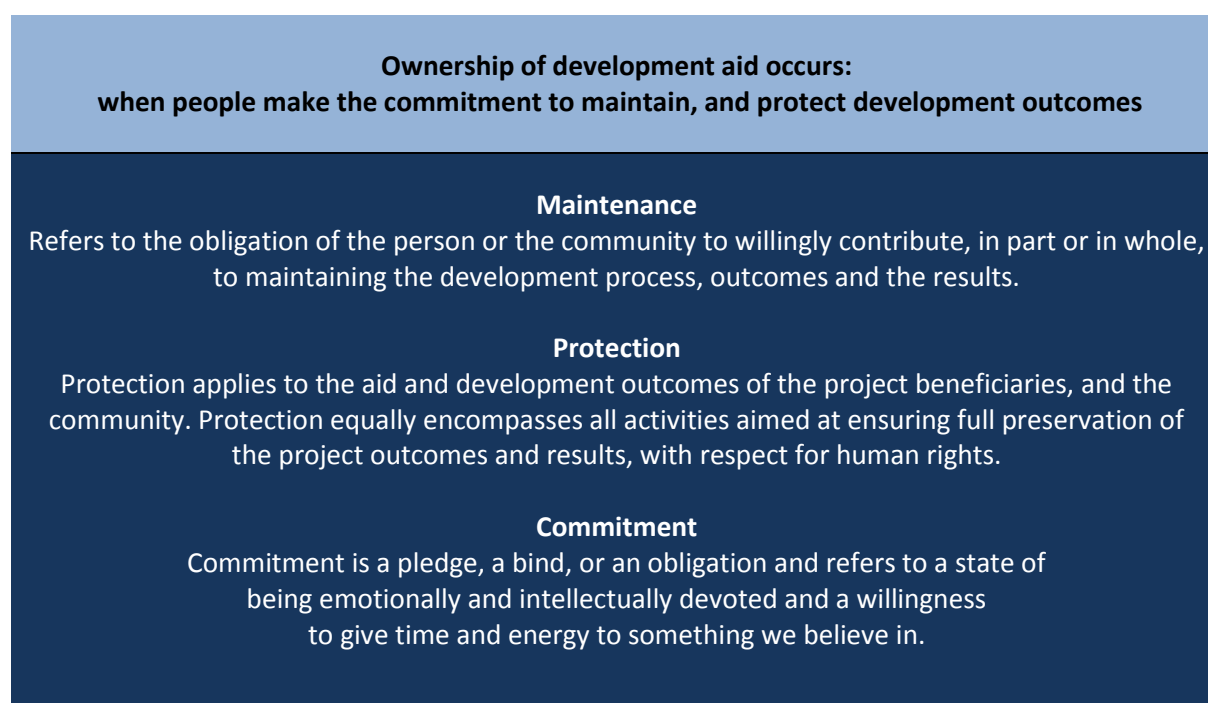 Ownership of development aid occurs:
when people make the commitment to maintain, and protect development outcomes
Maintenance
Refers to the obligation of the person or the community to willingly contribute, in part or in whole,
to maintaining the development process, outcomes and the results.
Protection
Protection applies to the aid and development outcomes of the project beneficiaries, and the
community. Protection equally encompasses all activities aimed at ensuring full preservation of
the project outcomes and results, with respect for human rights.
Commitment
Commitment is a pledge, a bind, or an obligation and refers to a state of
being emotionally and intellectually devoted and a willingness
to give time and energy to something we believe in.